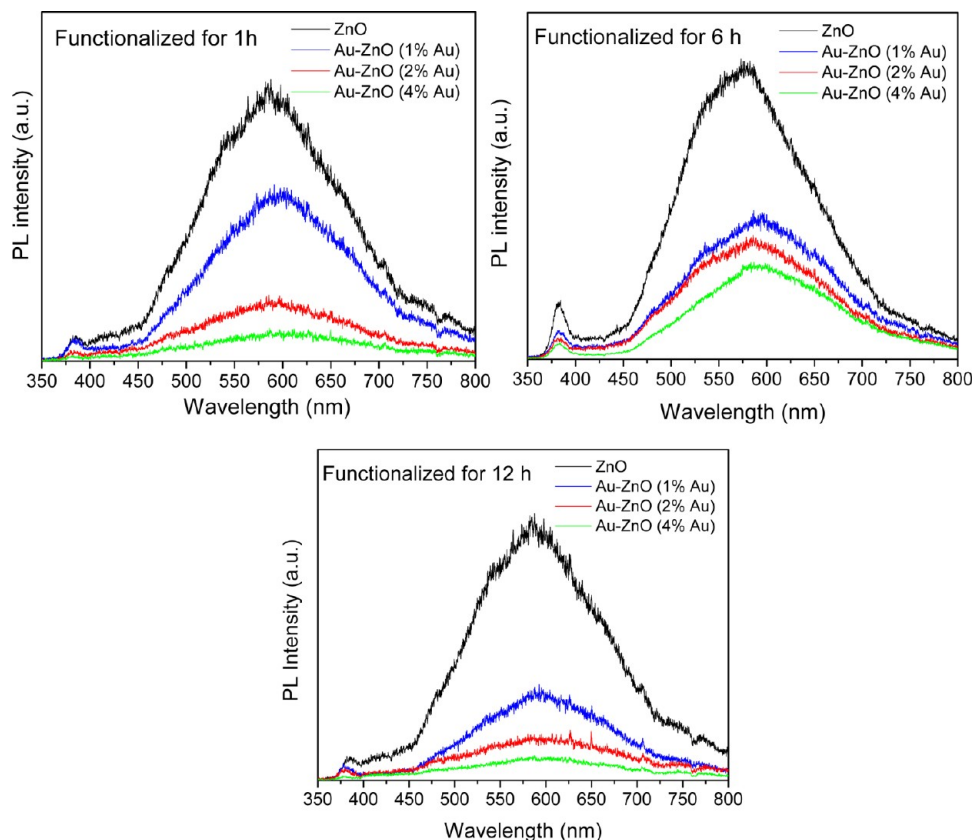 Functionalized for 1h
ZnO
Au-ZnO (1% Au)
Au-ZnO (2% Au)
Au-ZnO (4% Au)
PL intensity (a.u.)
350 400 450 500 550 600 650 700 750 800
Wavelength (nm)
Functionalized for 6 h
ZnO
Au-ZnO (1% Au)
Au-ZnO (2% Au)
Au-ZnO (4% Au)
PL intensity (a.u.)
350 400 450 500 550 600 650 700 750 800
Wavelength (nm)
Functionalized for 12 h
ZnO
Au-ZnO (1% Au)
Au-ZnO (2% Au)
Au-ZnO (4% Au)
PL Intensity (a.u.)
350 400 450 500 550 600 650 700 750 800
Wavelength (nm)